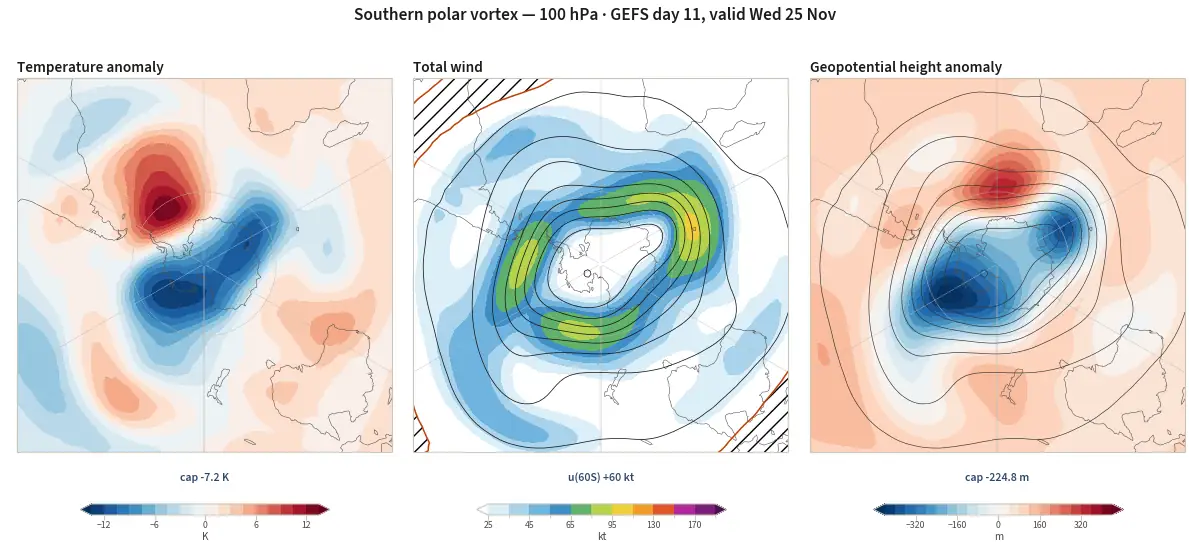 Southern polar vortex — 100 hPa · GEFS day 11, valid Wed 25 Nov
Temperature anomaly
Total wind
Geopotential height anomaly
cap -7.2 K
u(60S) +60 kt
cap -224.8 m
−12 −6 0 6 12
K
25 45 65 95 130 170
kt
−320 −160 0 160 320
m